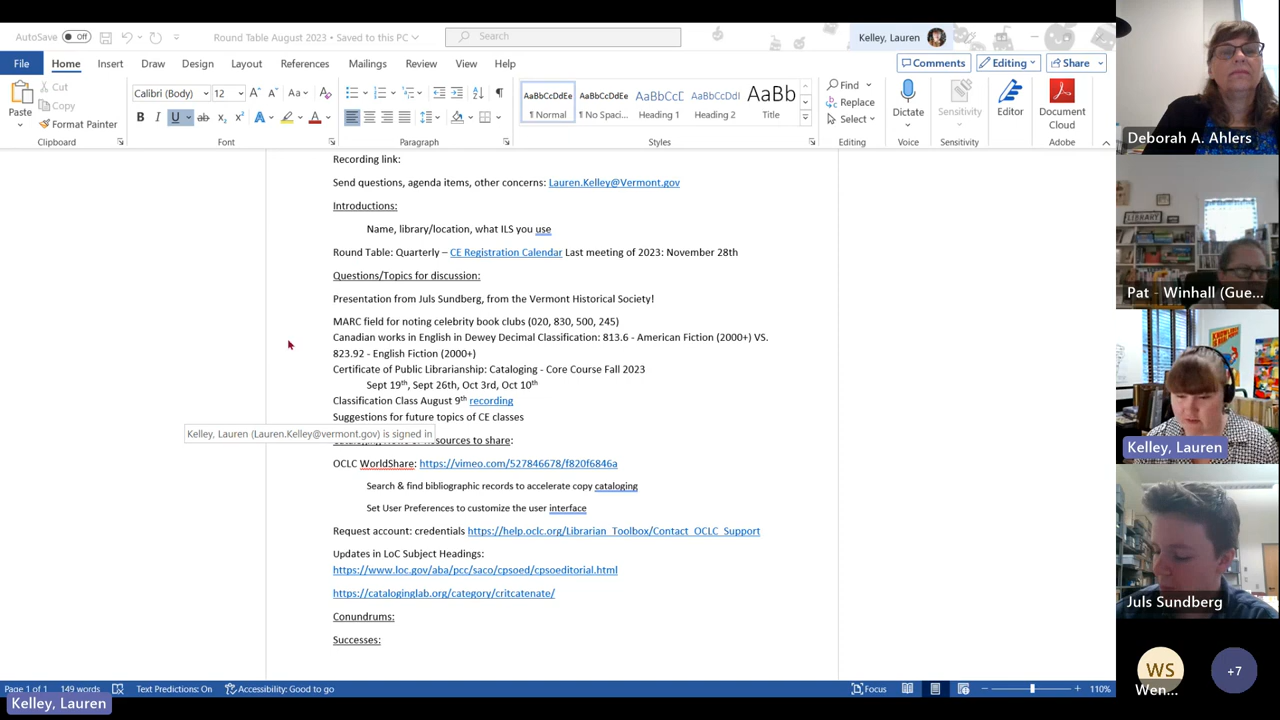 AutoSave Off
Round Table August 2023 • Saved to this PC
Search
Kelley, Lauren
File Home Insert Draw Design Layout References Mailings Review View Help
Comments Editing Share
Paste
Cut
Copy
Format Painter
Calibri (Body) 12
AaBbCcDdEe AaBbCcDdEe AaBbCcD AaBbCcDdI AaBb
¶ Normal ¶ No Spaci... Heading 1 Heading 2 Title
Find
Replace
Select
Dictate
Sensitivity
Editor
Document Cloud
Clipboard Font Paragraph Styles Editing Voice Sensitivity Adobe
Recording link:
Send questions, agenda items, other concerns: Lauren.Kelley@Vermont.gov
Introductions:
Name, library/location, what ILS you use
Round Table: Quarterly – CE Registration Calendar Last meeting of 2023: November 28th
Questions/Topics for discussion:
Presentation from Juls Sundberg, from the Vermont Historical Society!
MARC field for noting celebrity book clubs (020, 830, 500, 245)
Canadian works in English in Dewey Decimal Classification: 813.6 - American Fiction (2000+) VS.
823.92 - English Fiction (2000+)
Certificate of Public Librarianship: Cataloging - Core Course Fall 2023
Sept 19th, Sept 26th, Oct 3rd, Oct 10th
Classification Class August 9th recording
Suggestions for future topics of CE classes
Kelley, Lauren (Lauren.Kelley@vermont.gov) is signed in
Resources to share:
OCLC WorldShare: https://vimeo.com/527846678/f820f6846a
Search & find bibliographic records to accelerate copy cataloging
Set User Preferences to customize the user interface
Request account: credentials https://help.oclc.org/Librarian_Toolbox/Contact_OCLC_Support
Updates in LoC Subject Headings:
https://www.loc.gov/aba/pcc/saco/cpsoed/cpsoeditorial.html
https://cataloginglab.org/category/critcatenate/
Conundrums:
Successes:
Page 1 of 1 149 words Text Predictions: On Accessibility: Good to go Focus 110%
Kelley, Lauren
Deborah A. Ahlers
LIBRARY
Pat - Winhall (Gue...
Kelley, Lauren
Juls Sundberg
WS
Wen...
+7